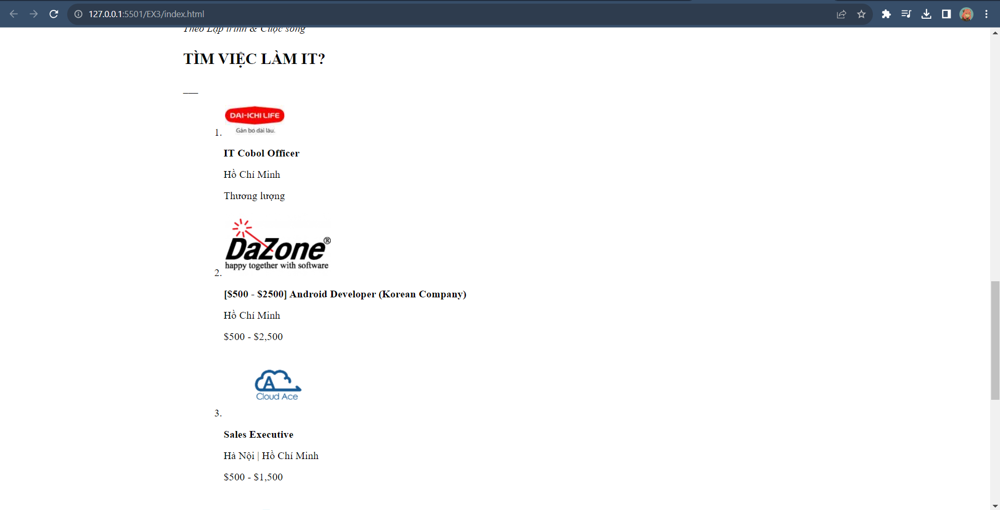 127.0.0.1:5501/EX3/index.html
Theo Lập trình & Cuộc sống
TÌM VIỆC LÀM IT?
DAI-ICHI LIFE
Gắn bó dài lâu.
1.
IT Cobol Officer
Hồ Chí Minh
Thương lượng
DaZone®
happy together with software
2.
[$500 - $2500] Android Developer (Korean Company)
Hồ Chí Minh
$500 - $2,500
A
Cloud Ace
3.
Sales Executive
Hà Nội | Hồ Chí Minh
$500 - $1,500